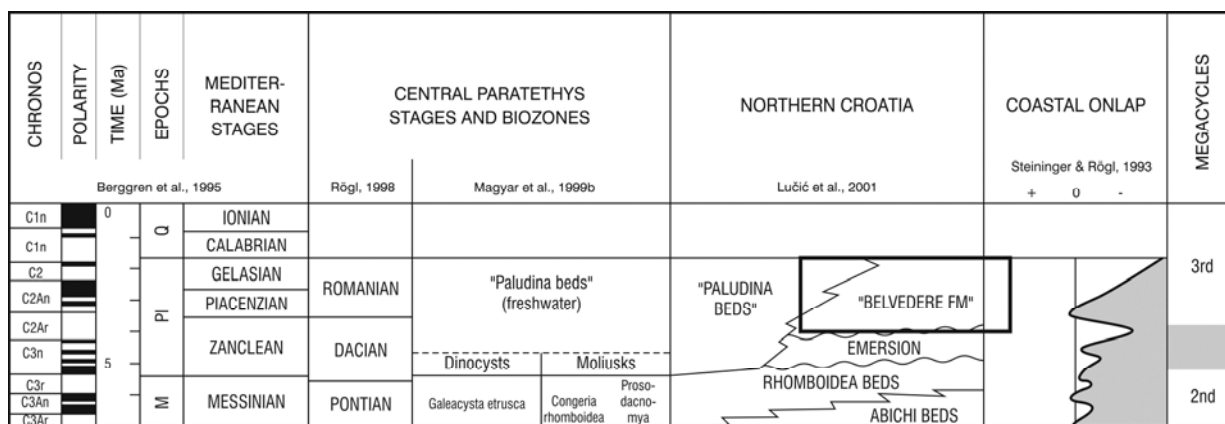 CHRONOS
POLARITY
TIME (Ma)
EPOCHS
MEDITER-
RANEAN
STAGES
CENTRAL PARATETHYS
STAGES AND BIOZONES
NORTHERN CROATIA
COASTAL ONLAP
MEGACYCLES
Berggren et al., 1995
Rögl, 1998
Magyar et al., 1999b
Lučić et al., 2001
Steininger & Rögl, 1993
+ 0 -
C1n
0
Q
IONIAN
C1n
CALABRIAN
C2
GELASIAN
C2An
PIACENZIAN
Pl
C2Ar
C3n
ZANCLEAN
5
C3r
C3An
C3Ar
M
MESSINIAN
ROMANIAN
DACIAN
PONTIAN
"Paludina beds"
(freshwater)
Dinocysts
Moliusks
Galeacysta etrusca
Congeria
rhomboidea
Proso-
dacno-
mya
"PALUDINA
BEDS"
"BELVEDERE FM"
EMERSION
RHOMBOIDEA BEDS
ABICHI BEDS
3rd
2nd